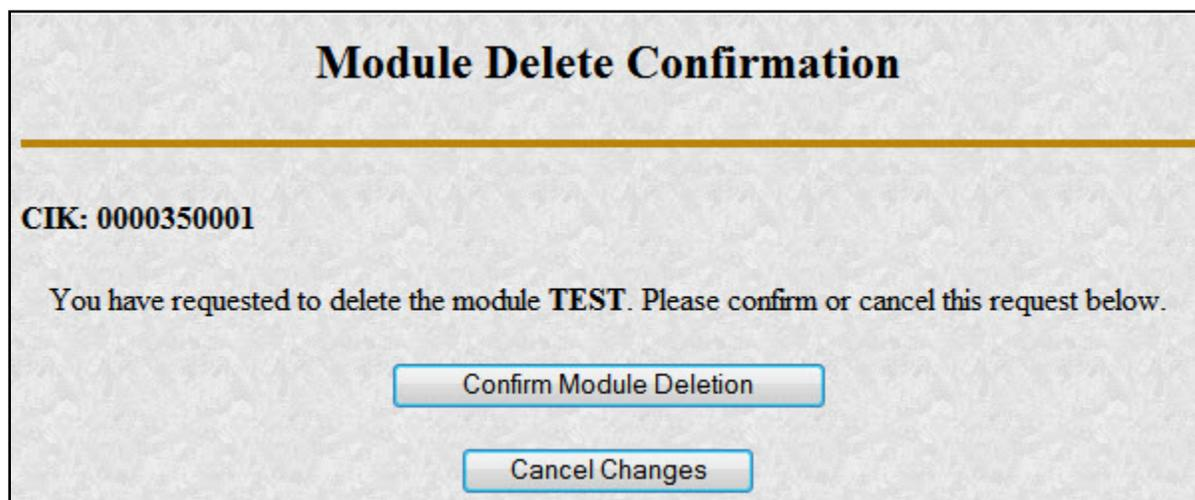 Module Delete Confirmation
CIK: 0000350001
You have requested to delete the module TEST. Please confirm or cancel this request below.
Confirm Module Deletion
Cancel Changes